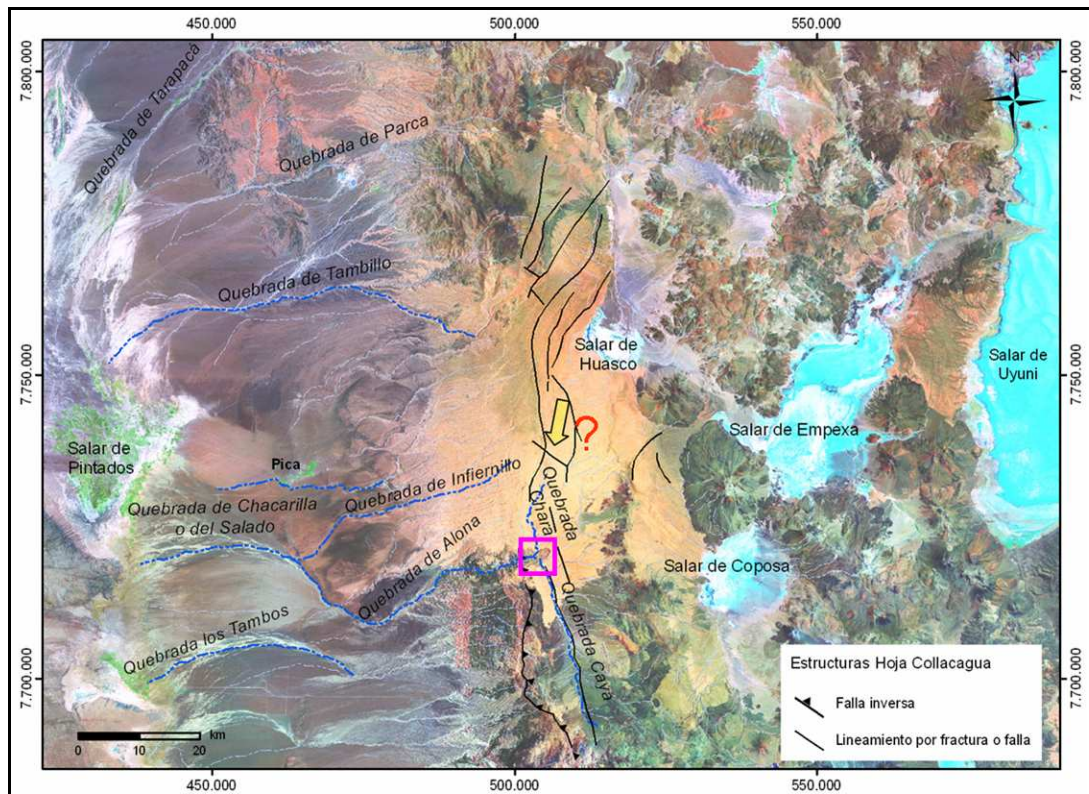 450.000
500.000
550.000
7.800.000
7.800.000
N
Quebrada de Tarapacá
Quebrada de Parca
Quebrada de Tambillo
Salar de
Huasco
7.750.000
7.750.000
Salar de
Uyuni
Salar de Empexa
?
Salar de
Pintados
Pica
Quebrada de Infiernillo
Quebrada de Chacarilla
o del Salado
Quebrada
Chara
Quebrada de Alona
Salar de Coposa
Quebrada Caya
Quebrada los Tambos
7.700.000
7.700.000
Estructuras Hoja Collacagua
Falla inversa
Lineamiento por fractura o falla
km
0 10 20
450.000
500.000
550.000